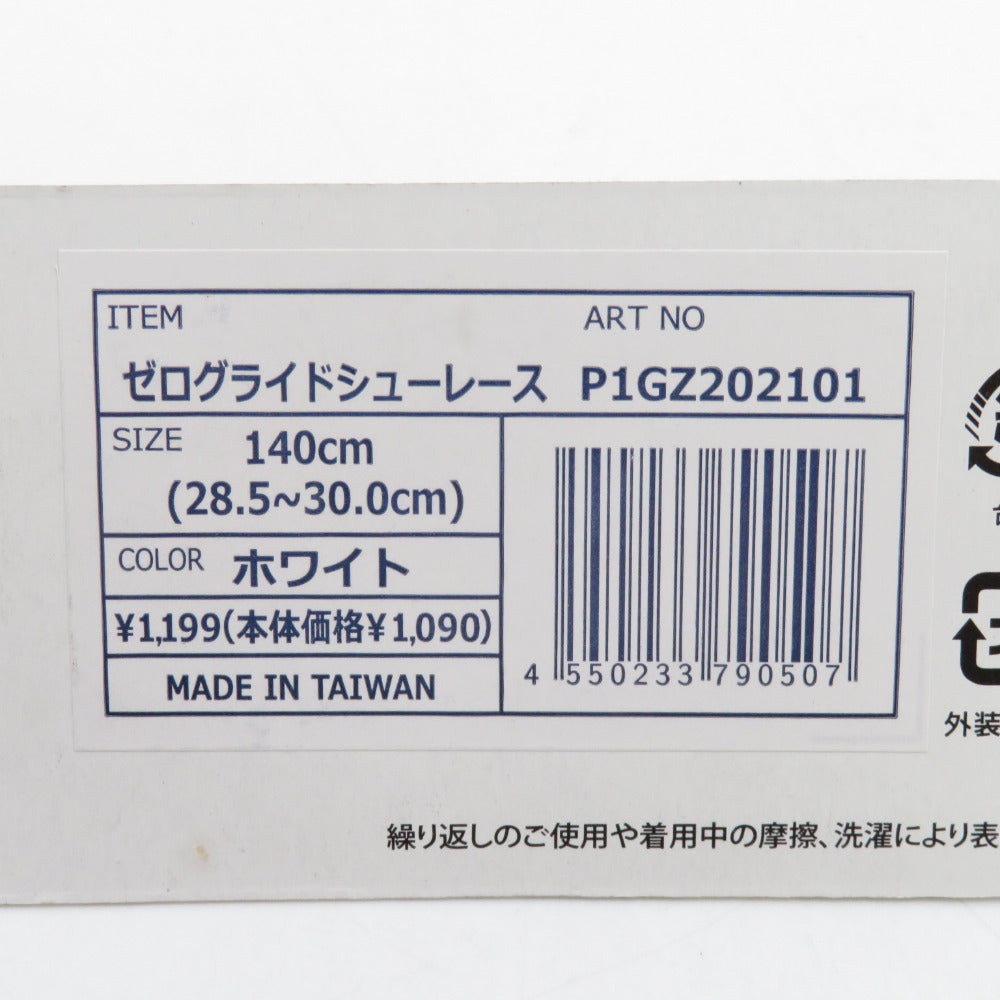 ITEM ART NO
ゼログライドシューレース P1GZ202101
SIZE 140cm
(28.5~30.0cm)
COLOR ホワイト
¥1,199(本体価格¥1,090)
MADE IN TAIWAN
4 550233 790507
外装
繰り返しのご使用や着用中の摩擦、洗濯により表